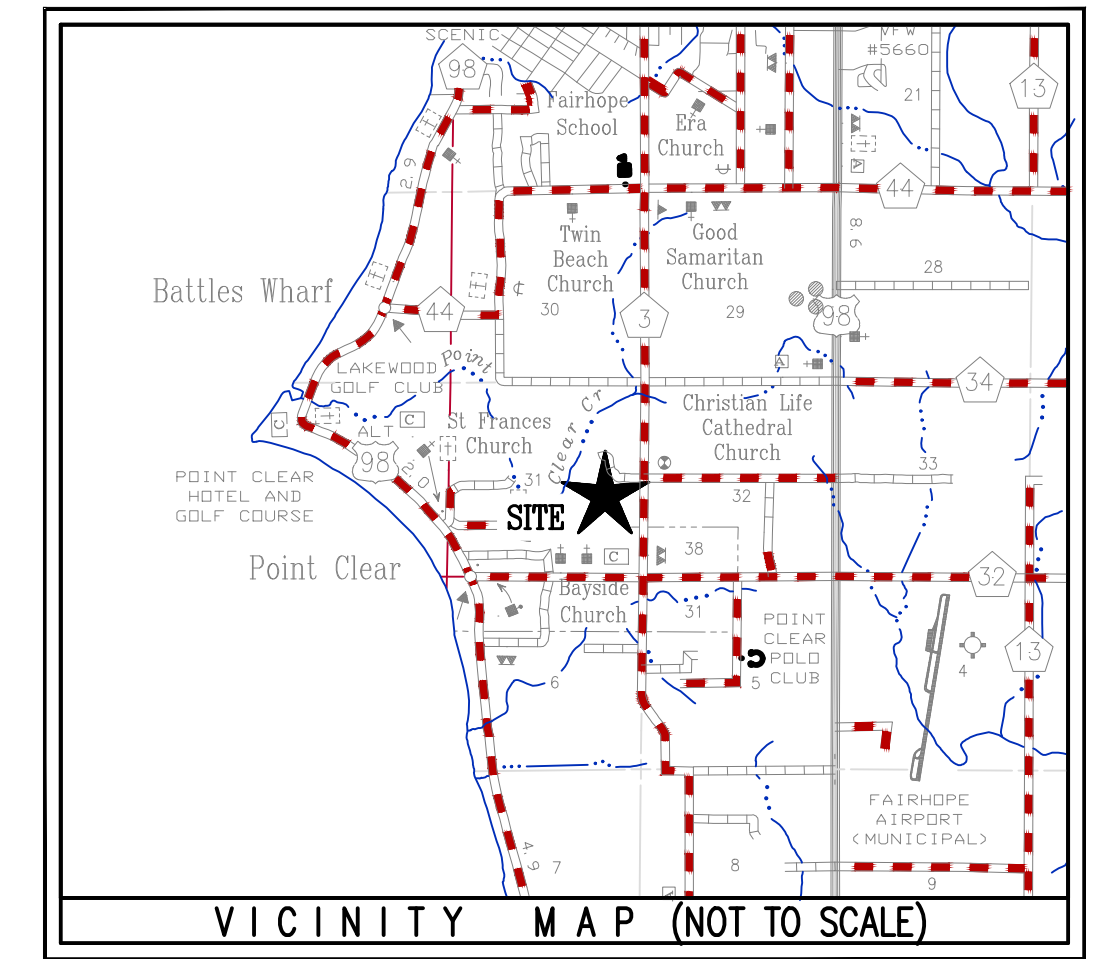 SCENIC
98
VFW
#5660
13
Fairhope
School
Era
Church
21
2.9
44
Twin
Beach
Church
Good
Samaritan
Church
8.6
28
Battles Wharf
44
30
3
29
98
LAKEWOOD
GOLF CLUB
Point
Clear Cr
34
A
A
C
C
ALT
98
2.0
St Frances
Church
Christian Life
Cathedral
Church
POINT CLEAR
HOTEL AND
GOLF COURSE
31
33
32
SITE
38
C
Point Clear
32
Bayside
Church
31
POINT
CLEAR
POLO
CLUB
13
4
6
5
FAIRHOPE
AIRPORT
(MUNICIPAL)
4.9
7
8
9
A
VICINITY MAP (NOT TO SCALE)